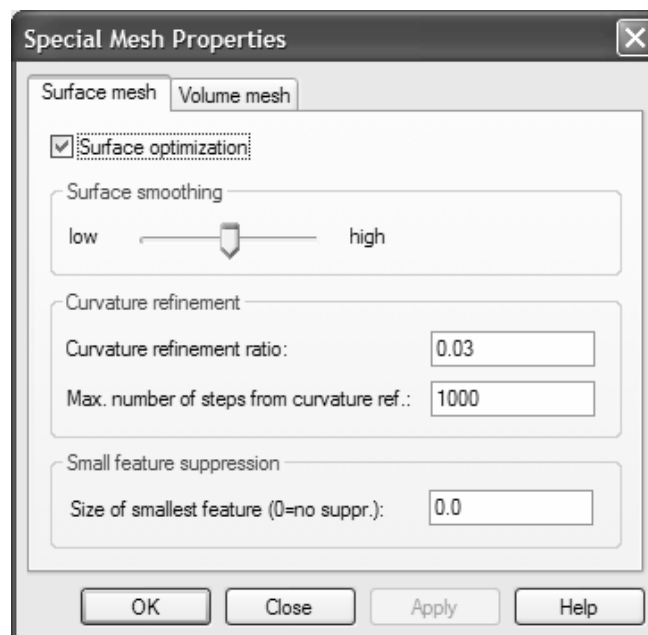 Special Mesh Properties
Surface mesh Volume mesh
Surface optimization
Surface smoothing
low high
Curvature refinement
Curvature refinement ratio: 0.03
Max. number of steps from curvature ref.: 1000
Small feature suppression
Size of smallest feature (0=no suppr.): 0.0
OK Close Apply Help